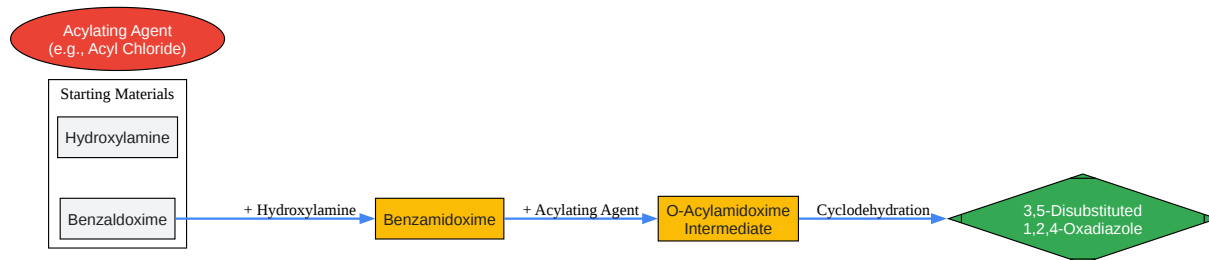 Acylating Agent
(e.g., Acyl Chloride)
Starting Materials
Hydroxylamine
Benzaldoxime
+ Hydroxylamine
Benzamidoxime
+ Acylating Agent
O-Acylamidoxime
Intermediate
Cyclodehydration
3,5-Disubstituted
1,2,4-Oxadiazole